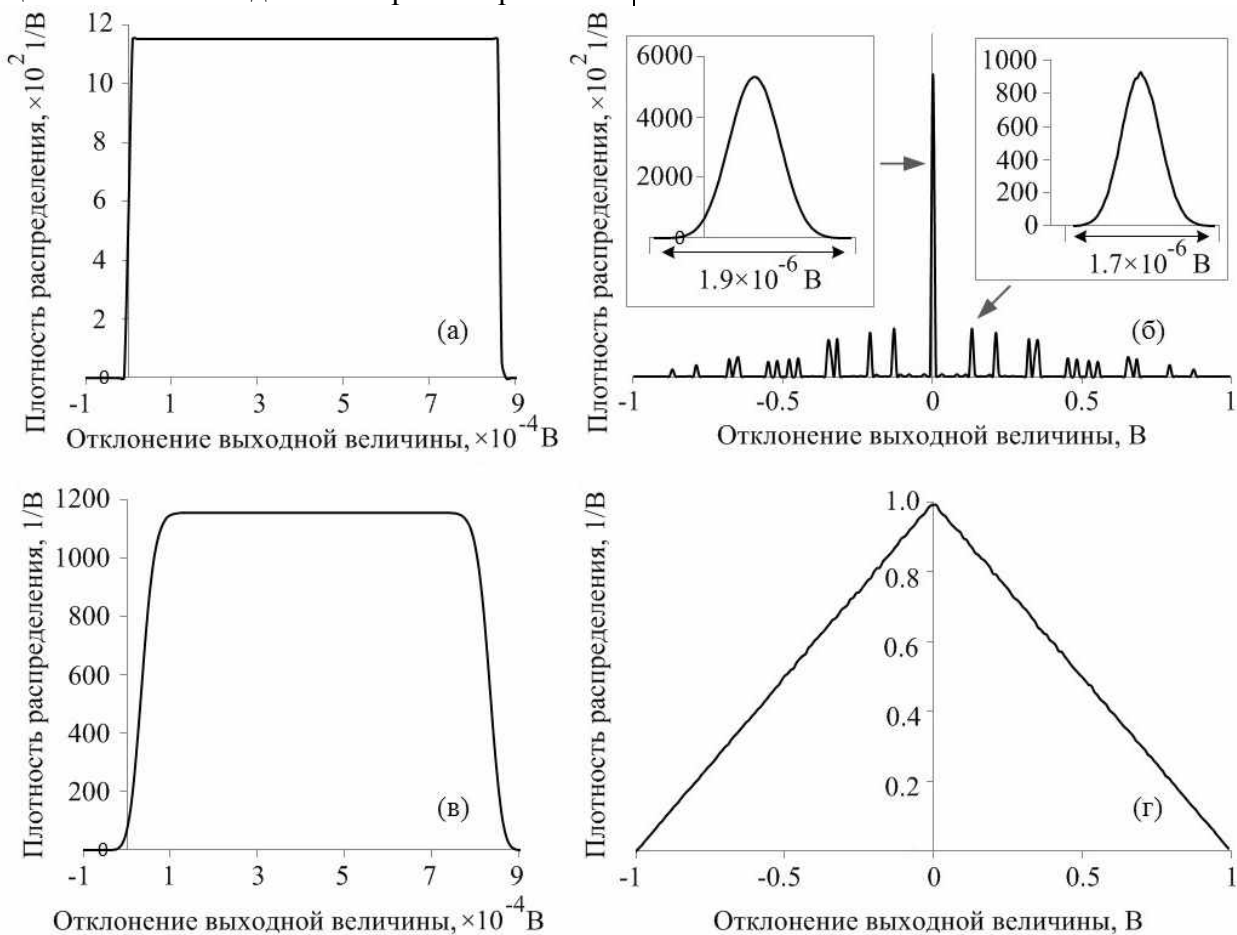 Плотность распределения, ×10² 1/В
12
10
8
6
4
2
0
-1 1 3 5 7 9
(а)
Отклонение выходной величины, ×10⁻⁴ В
Плотность распределения, ×10² 1/В
6000
4000
2000
0
1.9×10⁻⁶ В
1000
800
600
400
200
0
1.7×10⁻⁶ В
(б)
-1 -0.5 0 0.5 1
Отклонение выходной величины, В
Плотность распределения, 1/В
1200
1000
800
600
400
200
0
-1 1 3 5 7 9
(в)
Отклонение выходной величины, ×10⁻⁴ В
Плотность распределения, 1/В
1.0
0.8
0.6
0.4
0.2
-1 -0.5 0 0.5 1
(г)
Отклонение выходной величины, В